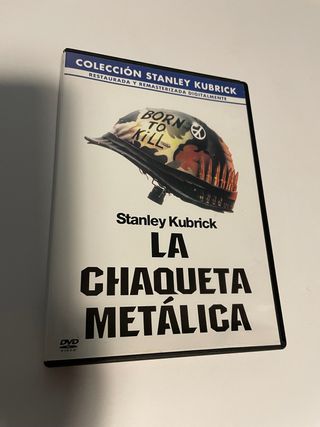 COLECCIÓN STANLEY KUBRICK
RESTAURADA Y REMASTERIZADA DIGITALMENTE
BORN
TO
KILL
Stanley Kubrick
LA
CHAQUETA
METÁLICA
DVD
VIDEO